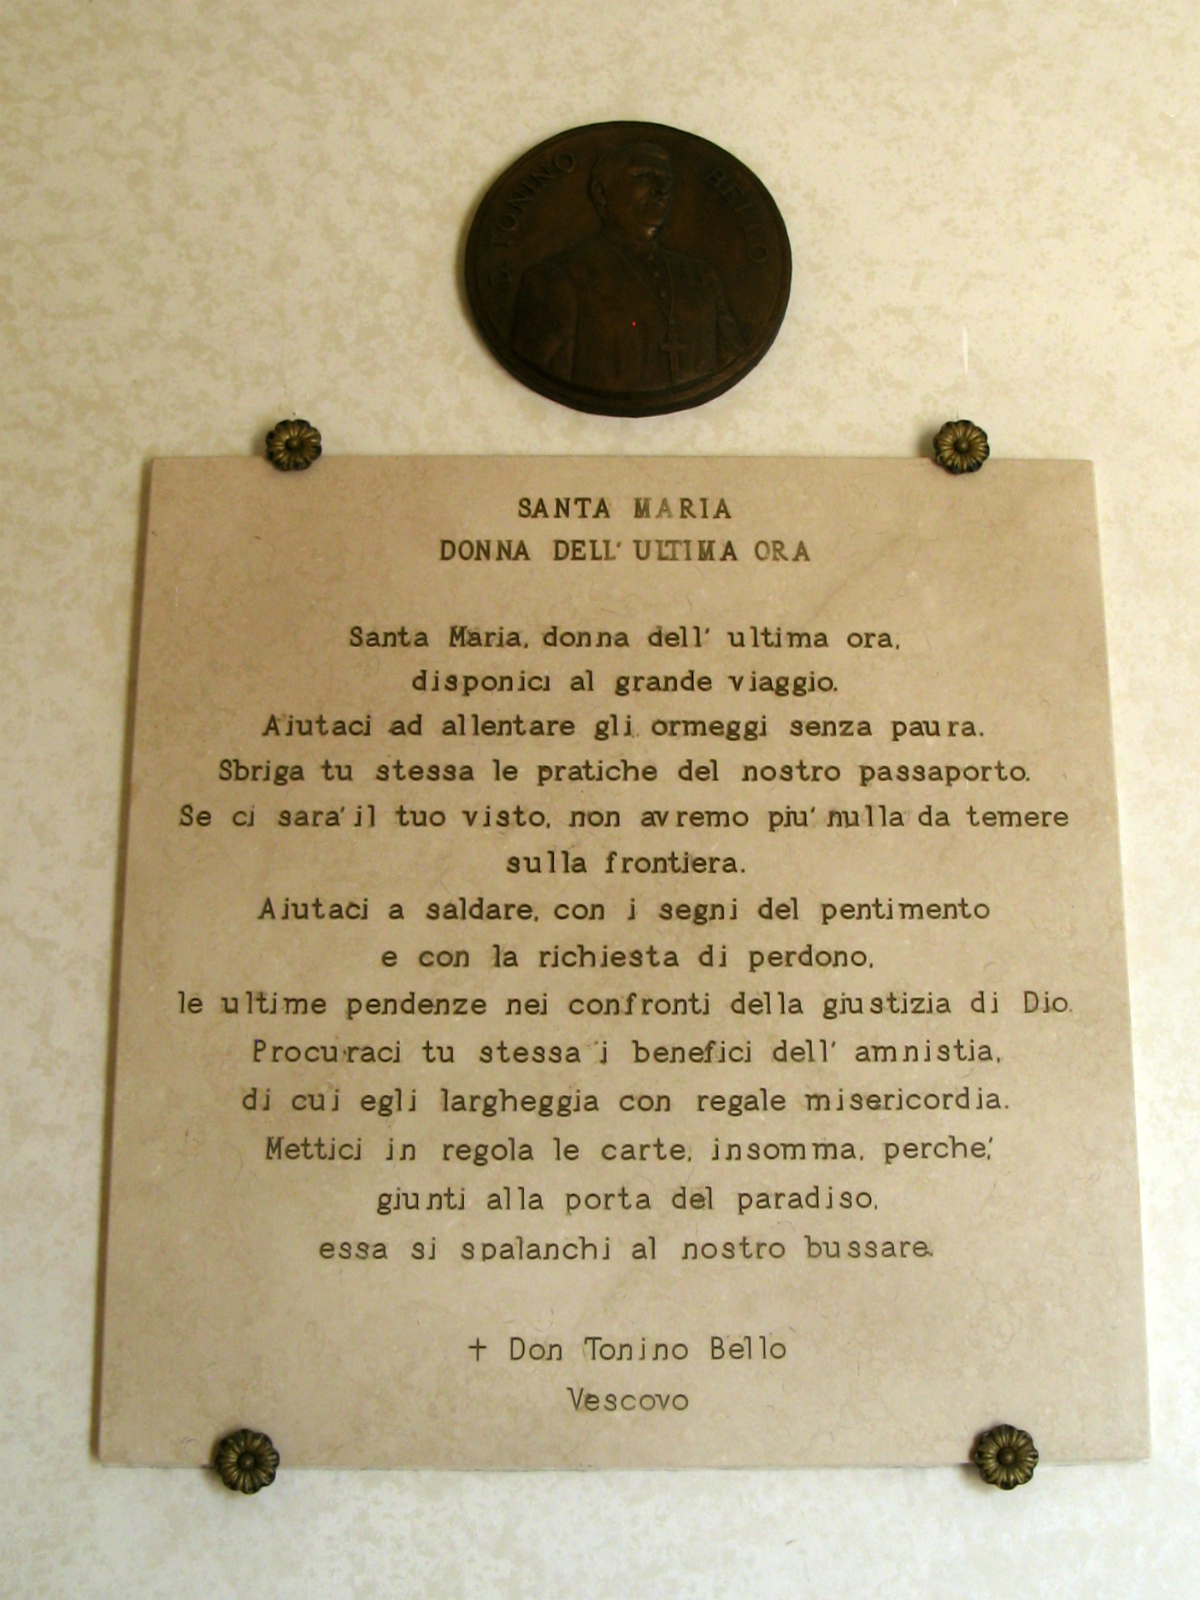 D. TONINO BELLO
SANTA MARIA
DONNA DELL' ULTIMA ORA
Santa Maria, donna dell' ultima ora,
disponici al grande viaggio.
Aiutaci ad allentare gli ormeggi senza paura.
Sbriga tu stessa le pratiche del nostro passaporto.
Se ci sara' il tuo visto, non avremo piu' nulla da temere
sulla frontiera.
Aiutaci a saldare, con i segni del pentimento
e con la richiesta di perdono,
le ultime pendenze nei confronti della giustizia di Dio.
Procuraci tu stessa i benefici dell' amnistia,
di cui egli largheggia con regale misericordia.
Mettici in regola le carte, insomma, perche',
giunti alla porta del paradiso,
essa si spalanchi al nostro bussare.
✝ Don Tonino Bello
Vescovo